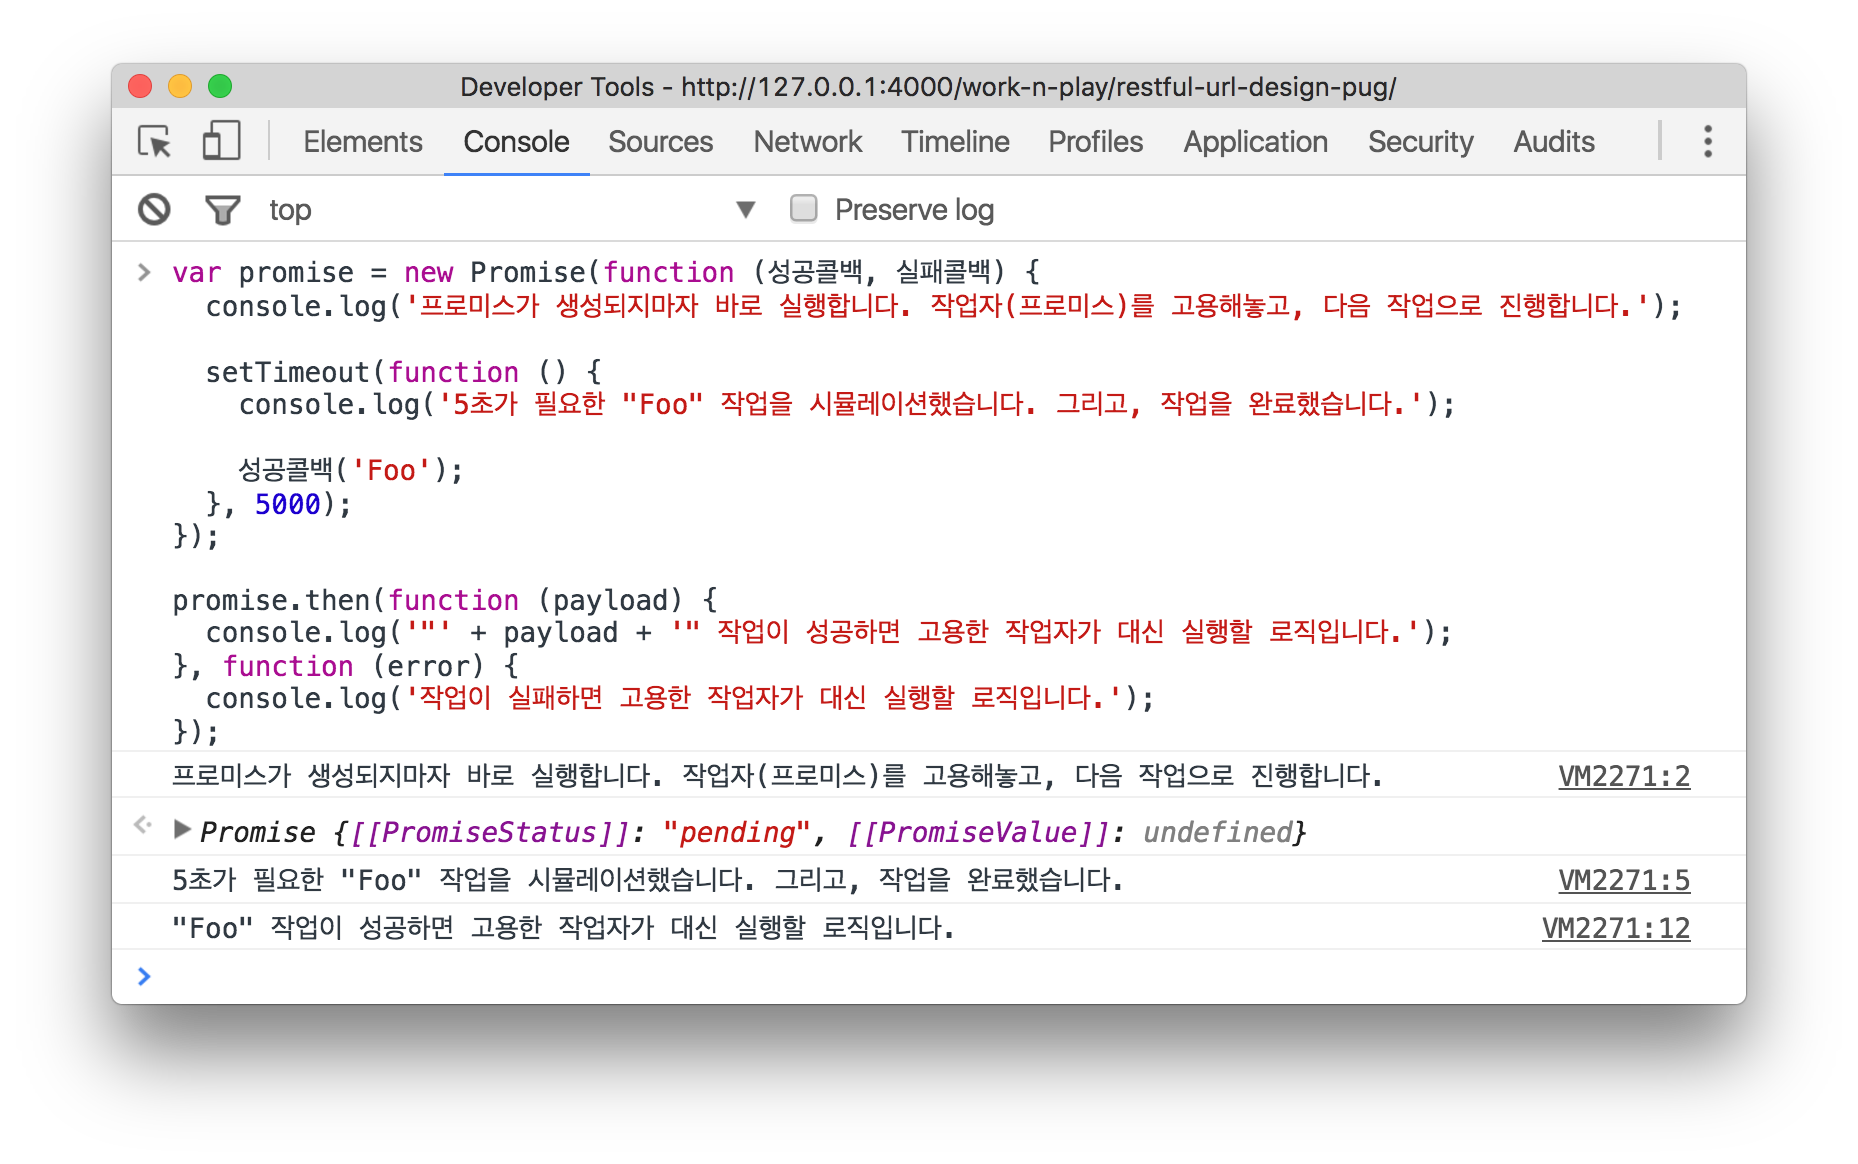 Developer Tools - http://127.0.0.1:4000/work-n-play/restful-url-design-pug/
Elements Console Sources Network Timeline Profiles Application Security Audits
top ▼ Preserve log
> var promise = new Promise(function (성공콜백, 실패콜백) {
  console.log('프로미스가 생성되지마자 바로 실행합니다. 작업자(프로미스)를 고용해놓고, 다음 작업으로 진행합니다.');
  setTimeout(function () {
    console.log('5초가 필요한 "Foo" 작업을 시뮬레이션했습니다. 그리고, 작업을 완료했습니다.');
    성공콜백('Foo');
  }, 5000);
});
promise.then(function (payload) {
  console.log('"' + payload + '" 작업이 성공하면 고용한 작업자가 대신 실행할 로직입니다.');
}, function (error) {
  console.log('작업이 실패하면 고용한 작업자가 대신 실행할 로직입니다.');
});
프로미스가 생성되지마자 바로 실행합니다. 작업자(프로미스)를 고용해놓고, 다음 작업으로 진행합니다. VM2271:2
▶ Promise {[[PromiseStatus]]: "pending", [[PromiseValue]]: undefined}
5초가 필요한 "Foo" 작업을 시뮬레이션했습니다. 그리고, 작업을 완료했습니다. VM2271:5
"Foo" 작업이 성공하면 고용한 작업자가 대신 실행할 로직입니다. VM2271:12
>